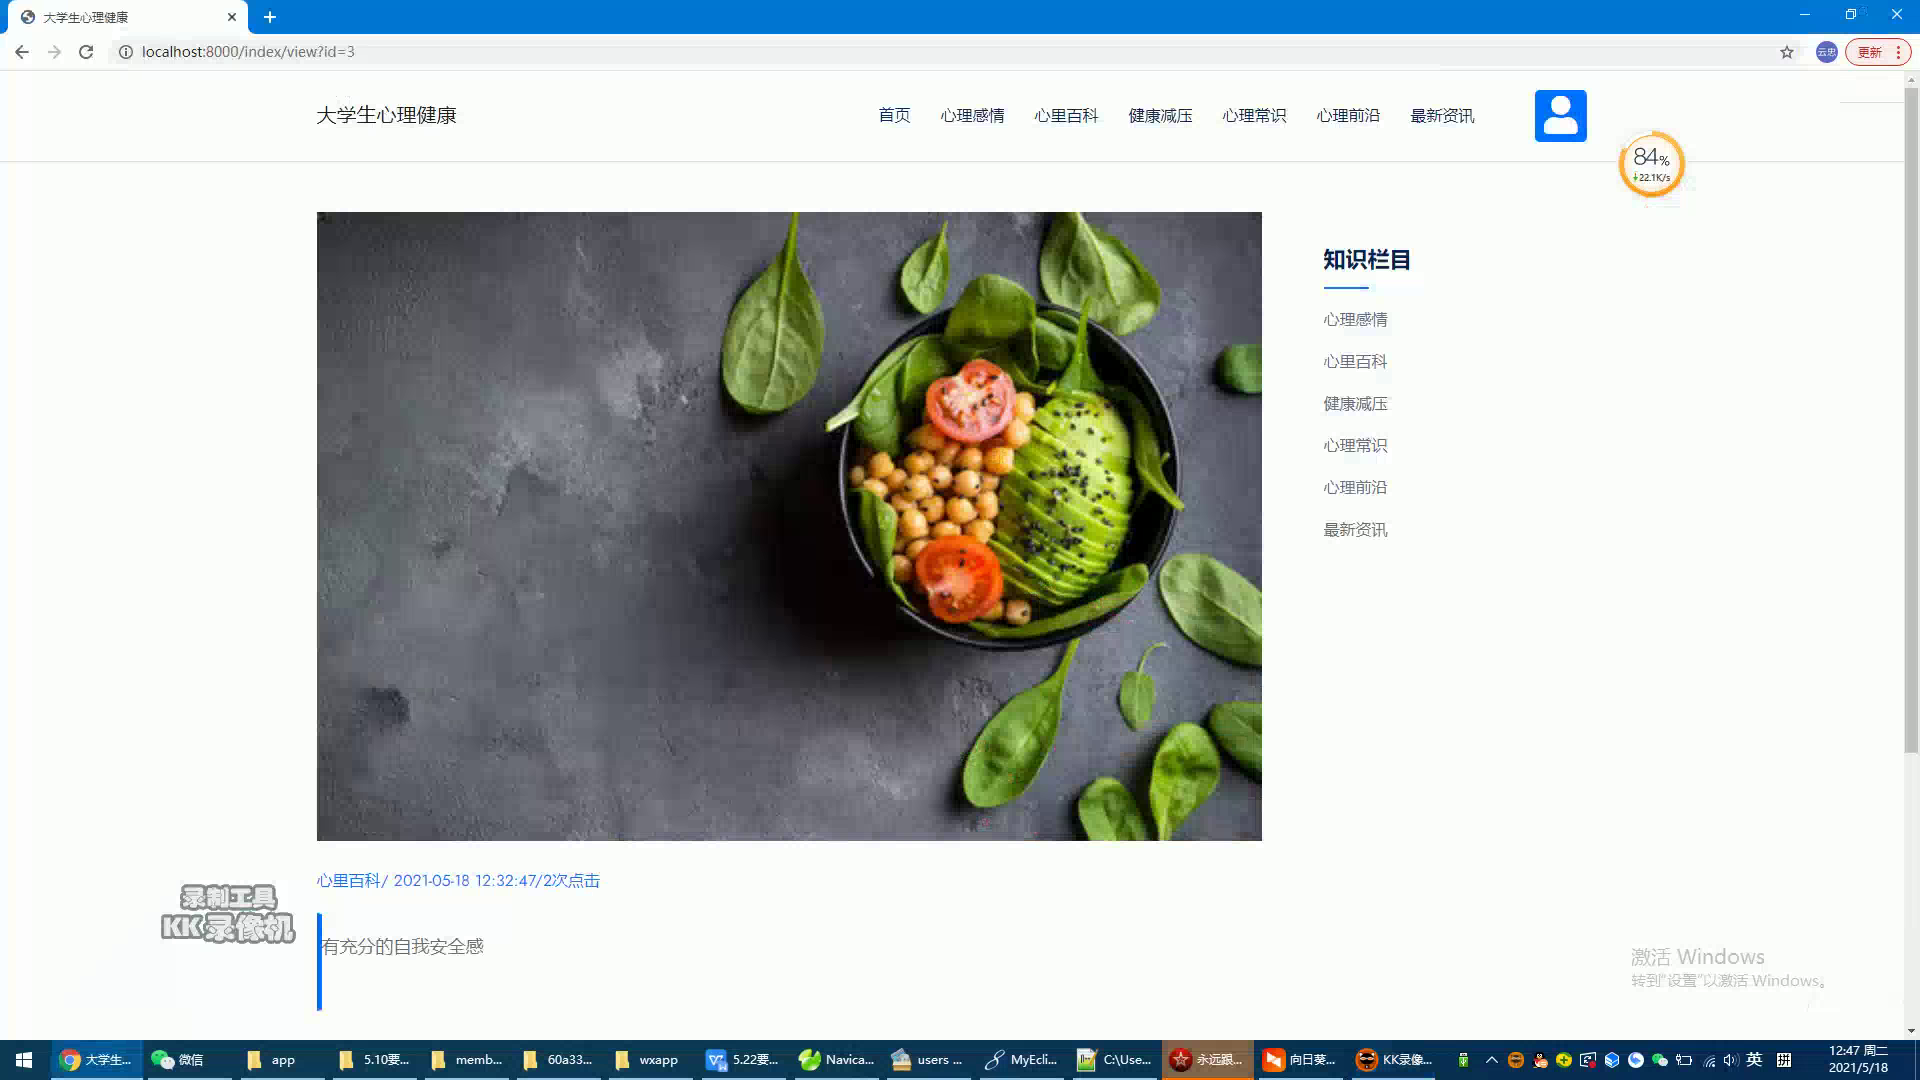 大学生心理健康
localhost:8000/index/view?id=3
云忠
更新
大学生心理健康
首页
心理感情
心里百科
健康减压
心理常识
心理前沿
最新资讯
84%
22.1K/s
知识栏目
心理感情
心里百科
健康减压
心理常识
心理前沿
最新资讯
心里百科/ 2021-05-18 12:32:47/2次点击
录制工具
KK录像机
有充分的自我安全感
激活 Windows
转到"设置"以激活 Windows。
大学生...
微信
app
5.10要...
memb...
60a33...
wxapp
5.22要...
Navica...
users ...
MyEcli...
C:\Use...
永远跟...
向日葵...
KK录像...
英
拼
12:47 周二
2021/5/18